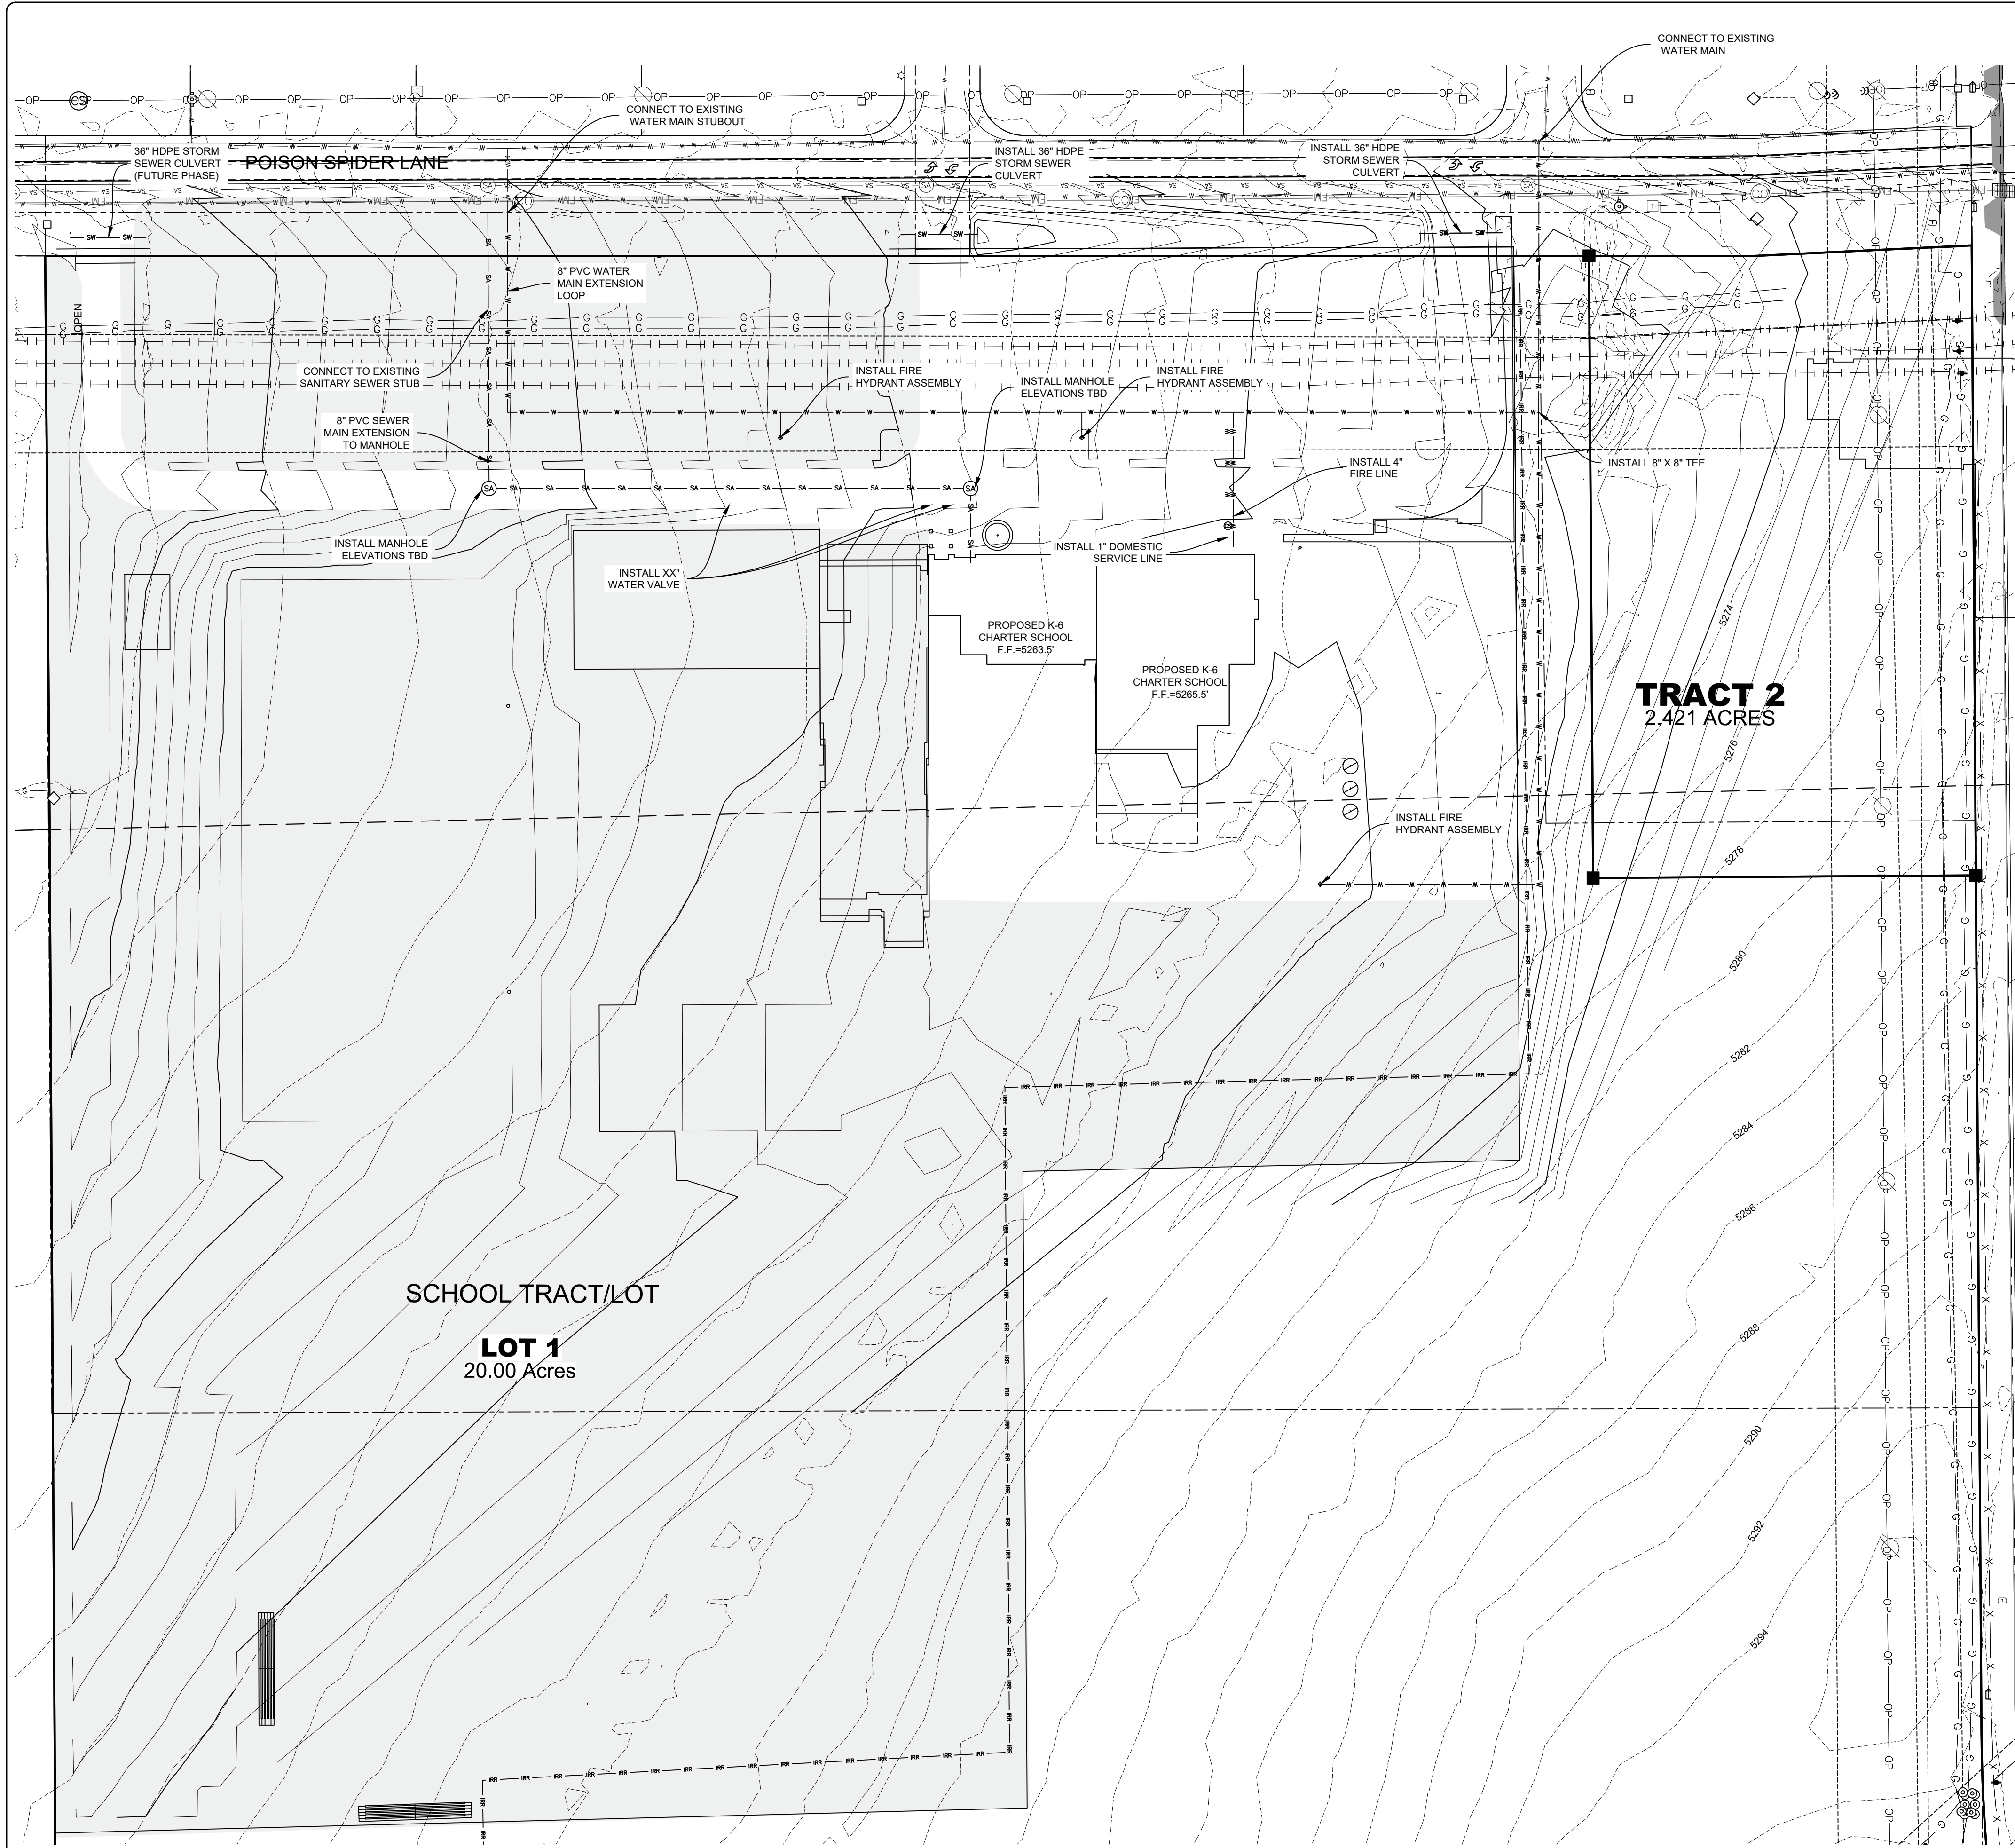 CONNECT TO EXISTING
WATER MAIN
CONNECT TO EXISTING
WATER MAIN STUBOUT
36" HDPE STORM
SEWER CULVERT
(FUTURE PHASE)
POISON SPIDER LANE
INSTALL 36" HDPE
STORM SEWER
CULVERT
INSTALL 36" HDPE
STORM SEWER
CULVERT
8" PVC WATER
MAIN EXTENSION
LOOP
OPEN
CONNECT TO EXISTING
SANITARY SEWER STUB
INSTALL FIRE
HYDRANT ASSEMBLY
INSTALL MANHOLE
ELEVATIONS TBD
INSTALL FIRE
HYDRANT ASSEMBLY
8" PVC SEWER
MAIN EXTENSION
TO MANHOLE
INSTALL 4"
FIRE LINE
INSTALL 8" X 8" TEE
INSTALL MANHOLE
ELEVATIONS TBD
INSTALL 1" DOMESTIC
SERVICE LINE
INSTALL XX"
WATER VALVE
PROPOSED K-6
CHARTER SCHOOL
F.F.=5263.5'
PROPOSED K-6
CHARTER SCHOOL
F.F.=5265.5'
5274
TRACT 2
2.421 ACRES
5276
INSTALL FIRE
HYDRANT ASSEMBLY
5278
5280
5282
5284
5286
SCHOOL TRACT/LOT
LOT 1
20.00 Acres
5288
5290
5292
5294